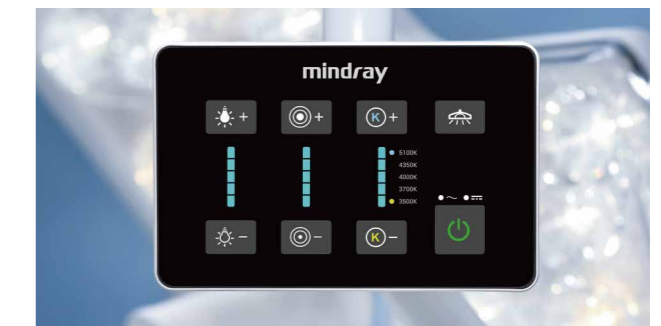 mindray
+ + K+
5100K
4350K
4000K
3700K
3500K
− − K−